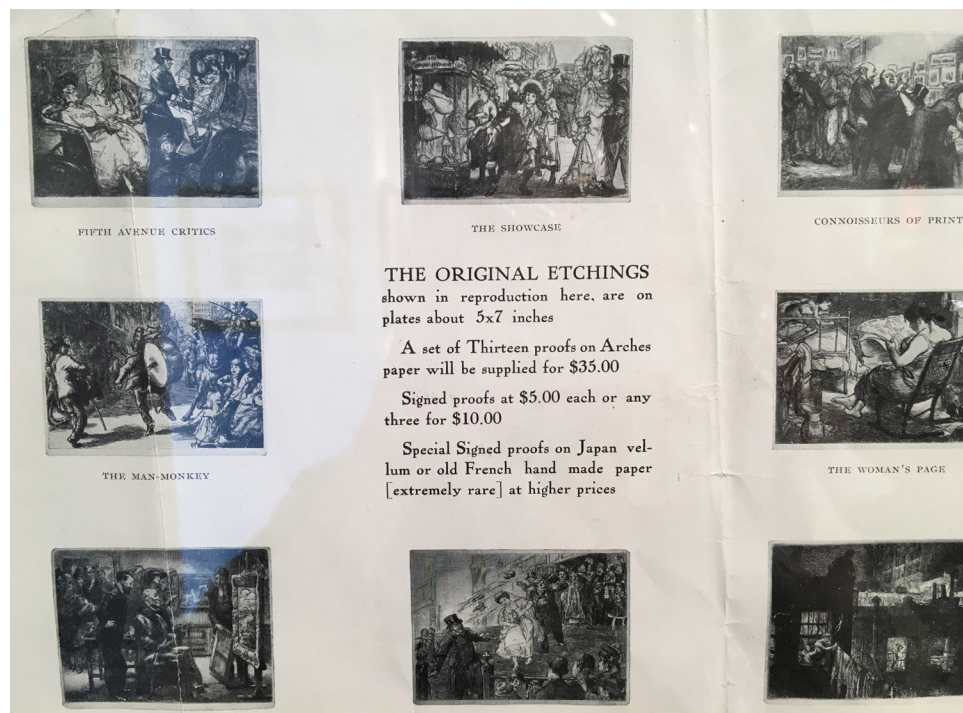 FIFTH AVENUE CRITICS
THE SHOWCASE
CONNOISSEURS OF PRINT
THE ORIGINAL ETCHINGS
shown in reproduction here, are on
plates about 5x7 inches
A set of Thirteen proofs on Arches
paper will be supplied for $35.00
Signed proofs at $5.00 each or any
three for $10.00
Special Signed proofs on Japan vel-
lum or old French hand made paper
[extremely rare] at higher prices
THE MAN-MONKEY
THE WOMAN'S PAGE